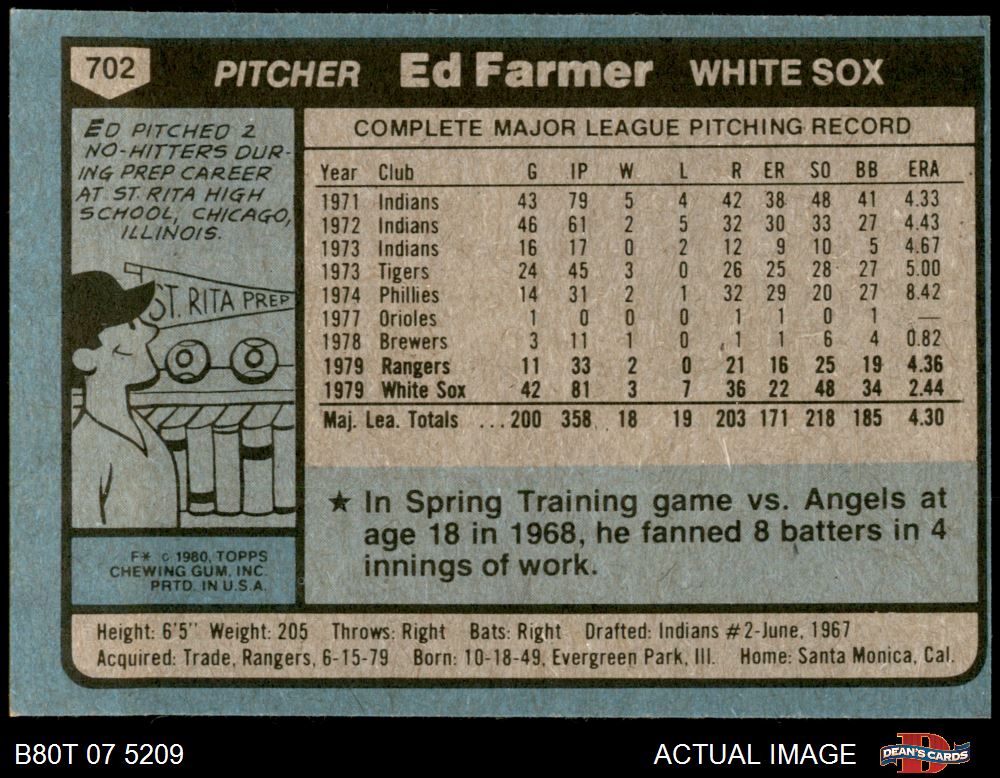 702 PITCHER Ed Farmer WHITE SOX
ED PITCHED 2
NO-HITTERS DUR-
ING PREP CAREER
AT ST. RITA HIGH
SCHOOL, CHICAGO,
ILLINOIS.
ST. RITA PREP
F* © 1980, TOPPS
CHEWING GUM, INC.
PRTD. IN U.S.A.
COMPLETE MAJOR LEAGUE PITCHING RECORD
Year Club G IP W L R ER SO BB ERA
1971 Indians 43 79 5 4 42 38 48 41 4.33
1972 Indians 46 61 2 5 32 30 33 27 4.43
1973 Indians 16 17 0 2 12 9 10 5 4.67
1973 Tigers 24 45 3 0 26 25 28 27 5.00
1974 Phillies 14 31 2 1 32 29 20 27 8.42
1977 Orioles 1 0 0 0 1 1 0 1 —
1978 Brewers 3 11 1 0 1 1 6 4 0.82
1979 Rangers 11 33 2 0 21 16 25 19 4.36
1979 White Sox 42 81 3 7 36 22 48 34 2.44
Maj. Lea. Totals ... 200 358 18 19 203 171 218 185 4.30
★ In Spring Training game vs. Angels at
age 18 in 1968, he fanned 8 batters in 4
innings of work.
Height: 6'5" Weight: 205 Throws: Right Bats: Right Drafted: Indians #2-June, 1967
Acquired: Trade, Rangers, 6-15-79 Born: 10-18-49, Evergreen Park, Ill. Home: Santa Monica, Cal.
B80T 07 5209 ACTUAL IMAGE DEAN'S CARDS